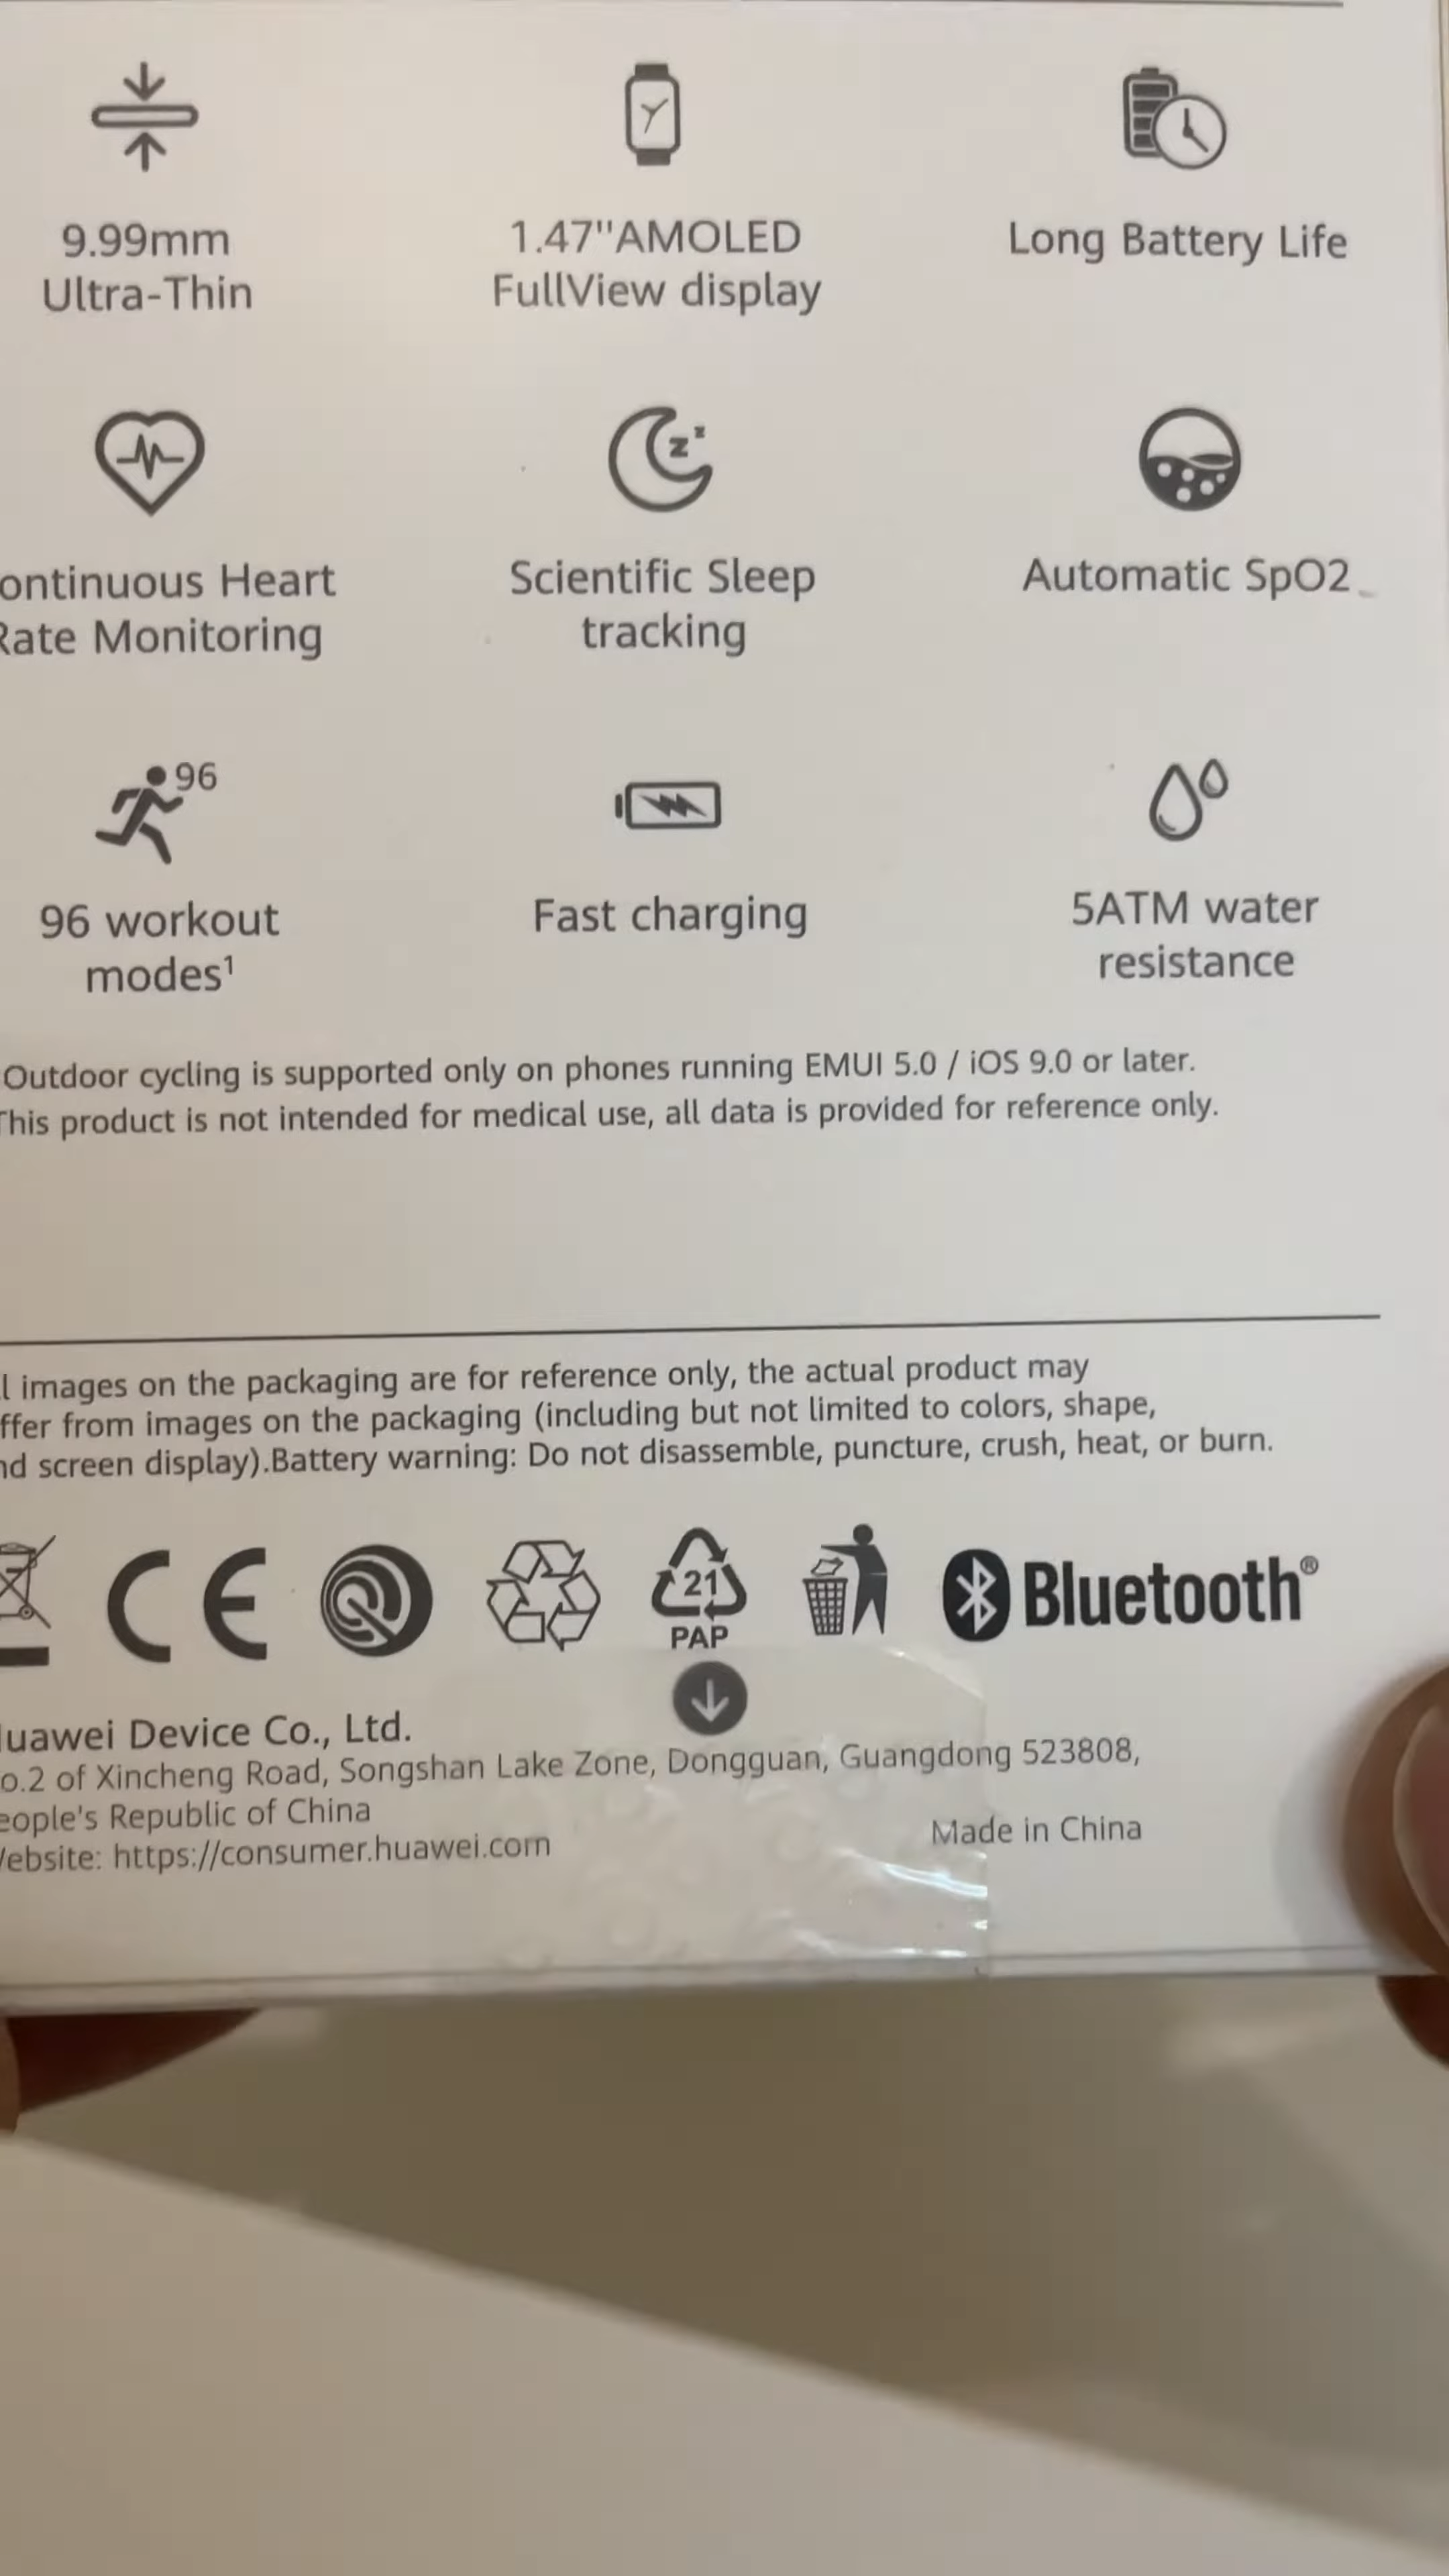 9.99mm
Ultra-Thin
1.47"AMOLED
FullView display
Long Battery Life
ontinuous Heart
Rate Monitoring
Scientific Sleep
tracking
Automatic SpO2
z z
96
96 workout
modes¹
Fast charging
5ATM water
resistance
Outdoor cycling is supported only on phones running EMUI 5.0 / iOS 9.0 or later.
This product is not intended for medical use, all data is provided for reference only.
l images on the packaging are for reference only, the actual product may
ffer from images on the packaging (including but not limited to colors, shape,
nd screen display).Battery warning: Do not disassemble, puncture, crush, heat, or burn.
CE
21
PAP
Bluetooth®
uawei Device Co., Ltd.
o.2 of Xincheng Road, Songshan Lake Zone, Dongguan, Guangdong 523808,
eople's Republic of China
Made in China
ebsite: https://consumer.huawei.com